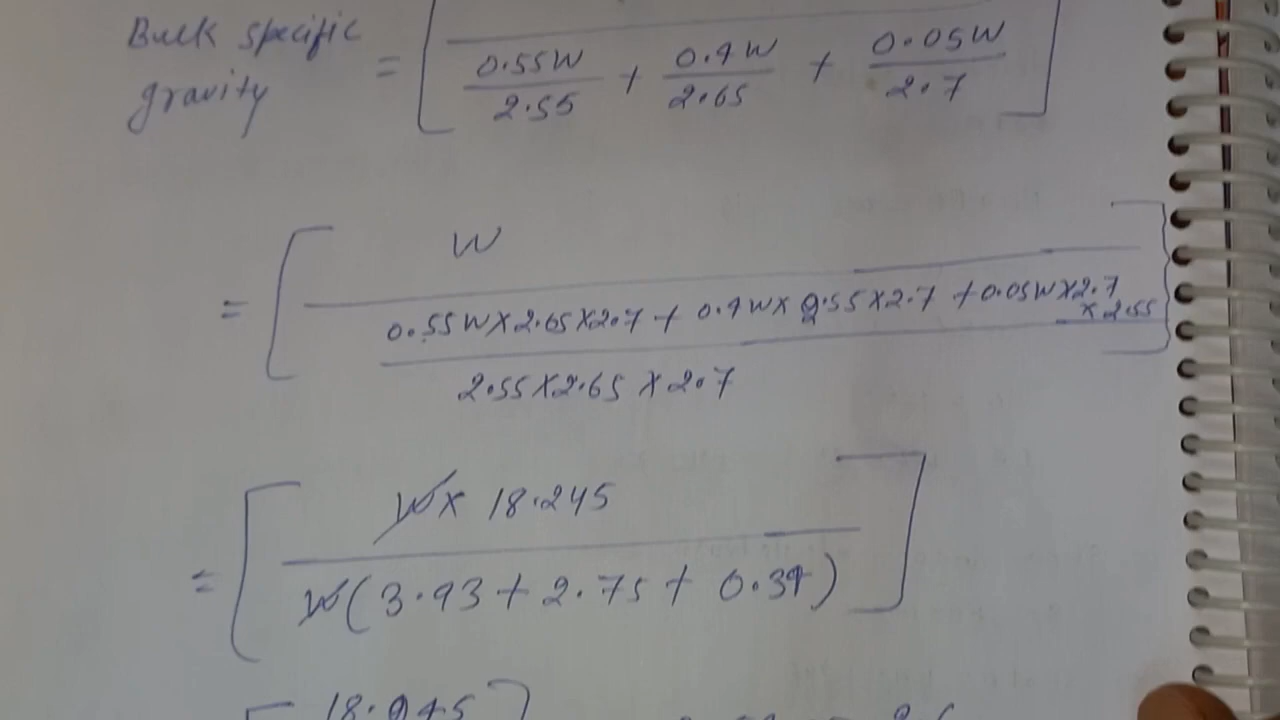 Bulk specific gravity = [ 0.55W/2.55 + 0.4W/2.65 + 0.05W/2.7 ]
= [ W
0.55W×2.65×2.7 + 0.4W×2.55×2.7 + 0.05W×2.7
×2.55 ]
2.55×2.65×2.7
= [ W× 18.245
W(3.93 + 2.75 + 0.34) ]
[ 18.245 ]